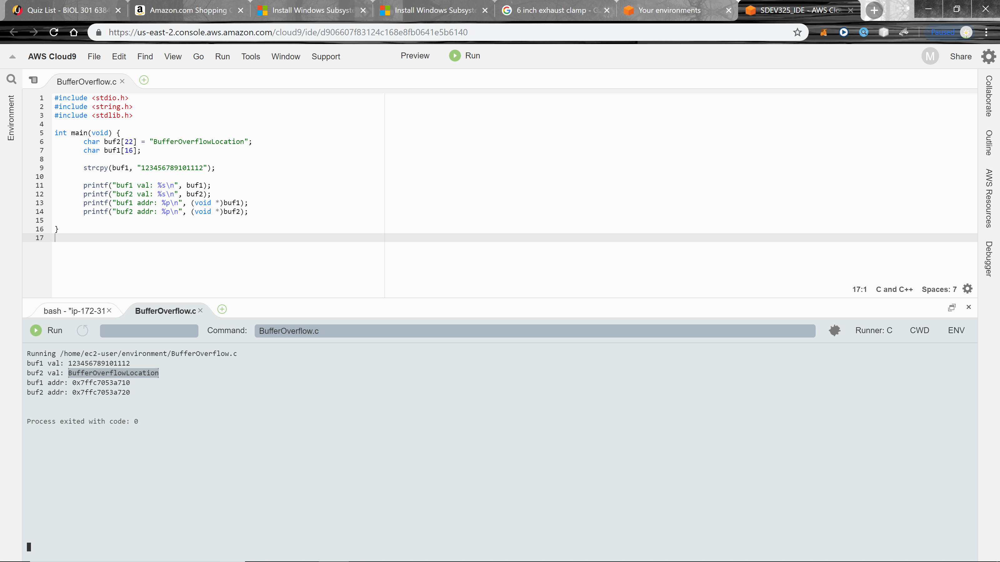 Quiz List - BIOL 301 6384
Amazon.com Shopping
Install Windows Subsyste
Install Windows Subsyste
6 inch exhaust clamp - G
Your environments
SDEV325_IDE - AWS Clo
https://us-east-2.console.aws.amazon.com/cloud9/ide/d906607f83124c168e8fb0641e5b6140
Paused
AWS Cloud9 File Edit Find View Go Run Tools Window Support Preview Run M Share
BufferOverflow.c
Environment
1 #include <stdio.h>
2 #include <string.h>
3 #include <stdlib.h>
4
5 int main(void) {
6 char buf2[22] = "BufferOverflowLocation";
7 char buf1[16];
8
9 strcpy(buf1, "123456789101112");
10
11 printf("buf1 val: %s\n", buf1);
12 printf("buf2 val: %s\n", buf2);
13 printf("buf1 addr: %p\n", (void *)buf1);
14 printf("buf2 addr: %p\n", (void *)buf2);
15
16 }
17
Collaborate
Outline
AWS Resources
Debugger
17:1 C and C++ Spaces: 7
bash - "ip-172-31
BufferOverflow.c
Run Command: BufferOverflow.c Runner: C CWD ENV
Running /home/ec2-user/environment/BufferOverflow.c
buf1 val: 123456789101112
buf2 val: BufferOverflowLocation
buf1 addr: 0x7ffc7053a710
buf2 addr: 0x7ffc7053a720
Process exited with code: 0